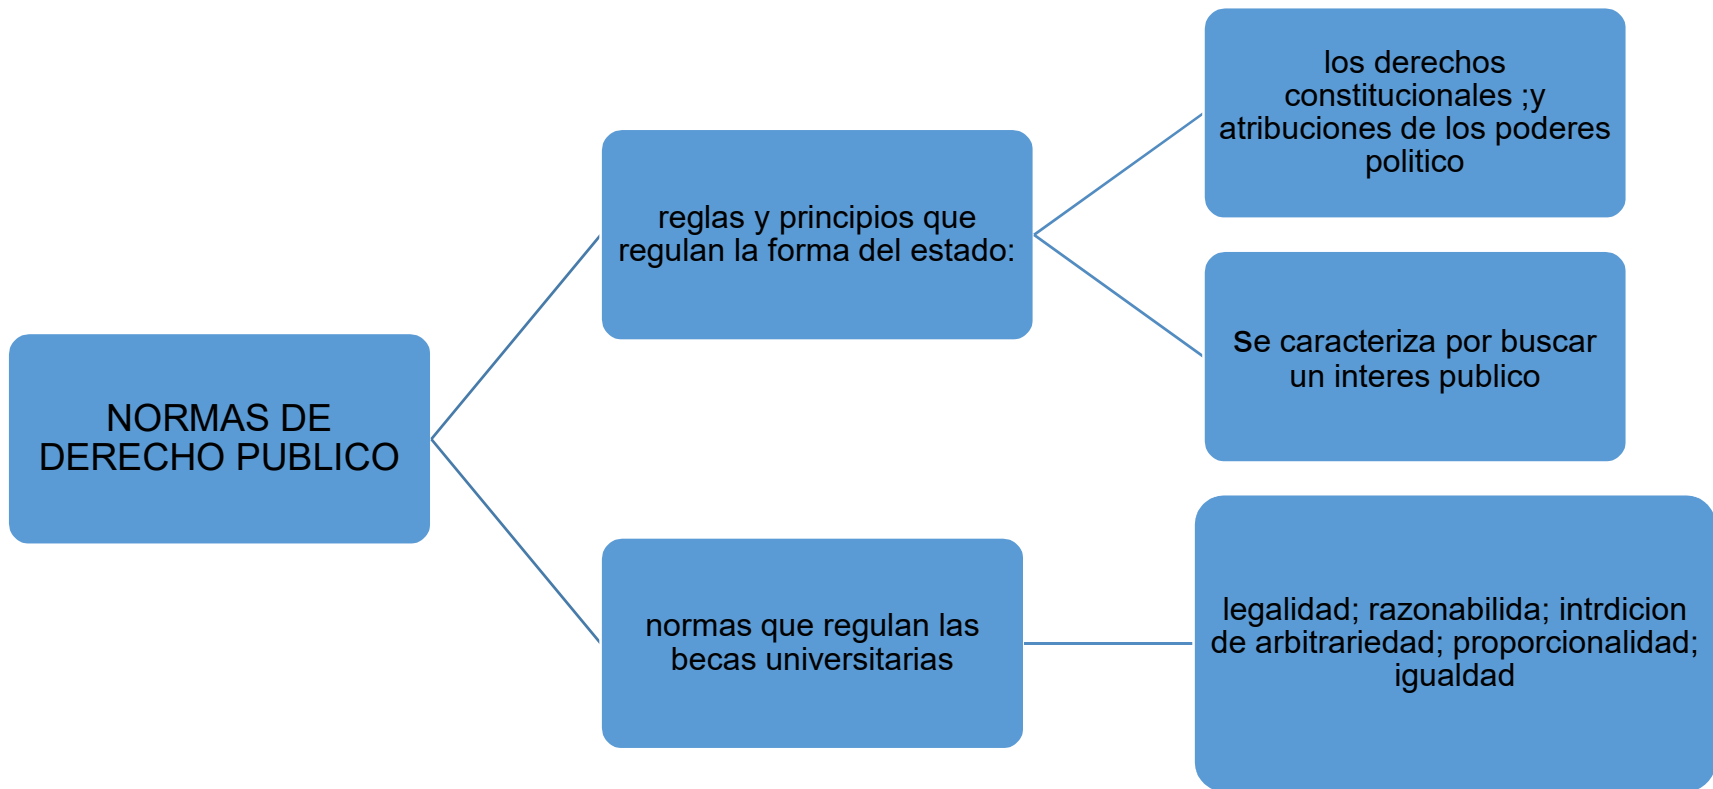 NORMAS DE
DERECHO PUBLICO
reglas y principios que
regulan la forma del estado:
los derechos
constitucionales ;y
atribuciones de los poderes
politico
se caracteriza por buscar
un interes publico
normas que regulan las
becas universitarias
legalidad; razonabilida; intrdicion
de arbitrariedad; proporcionalidad;
igualdad